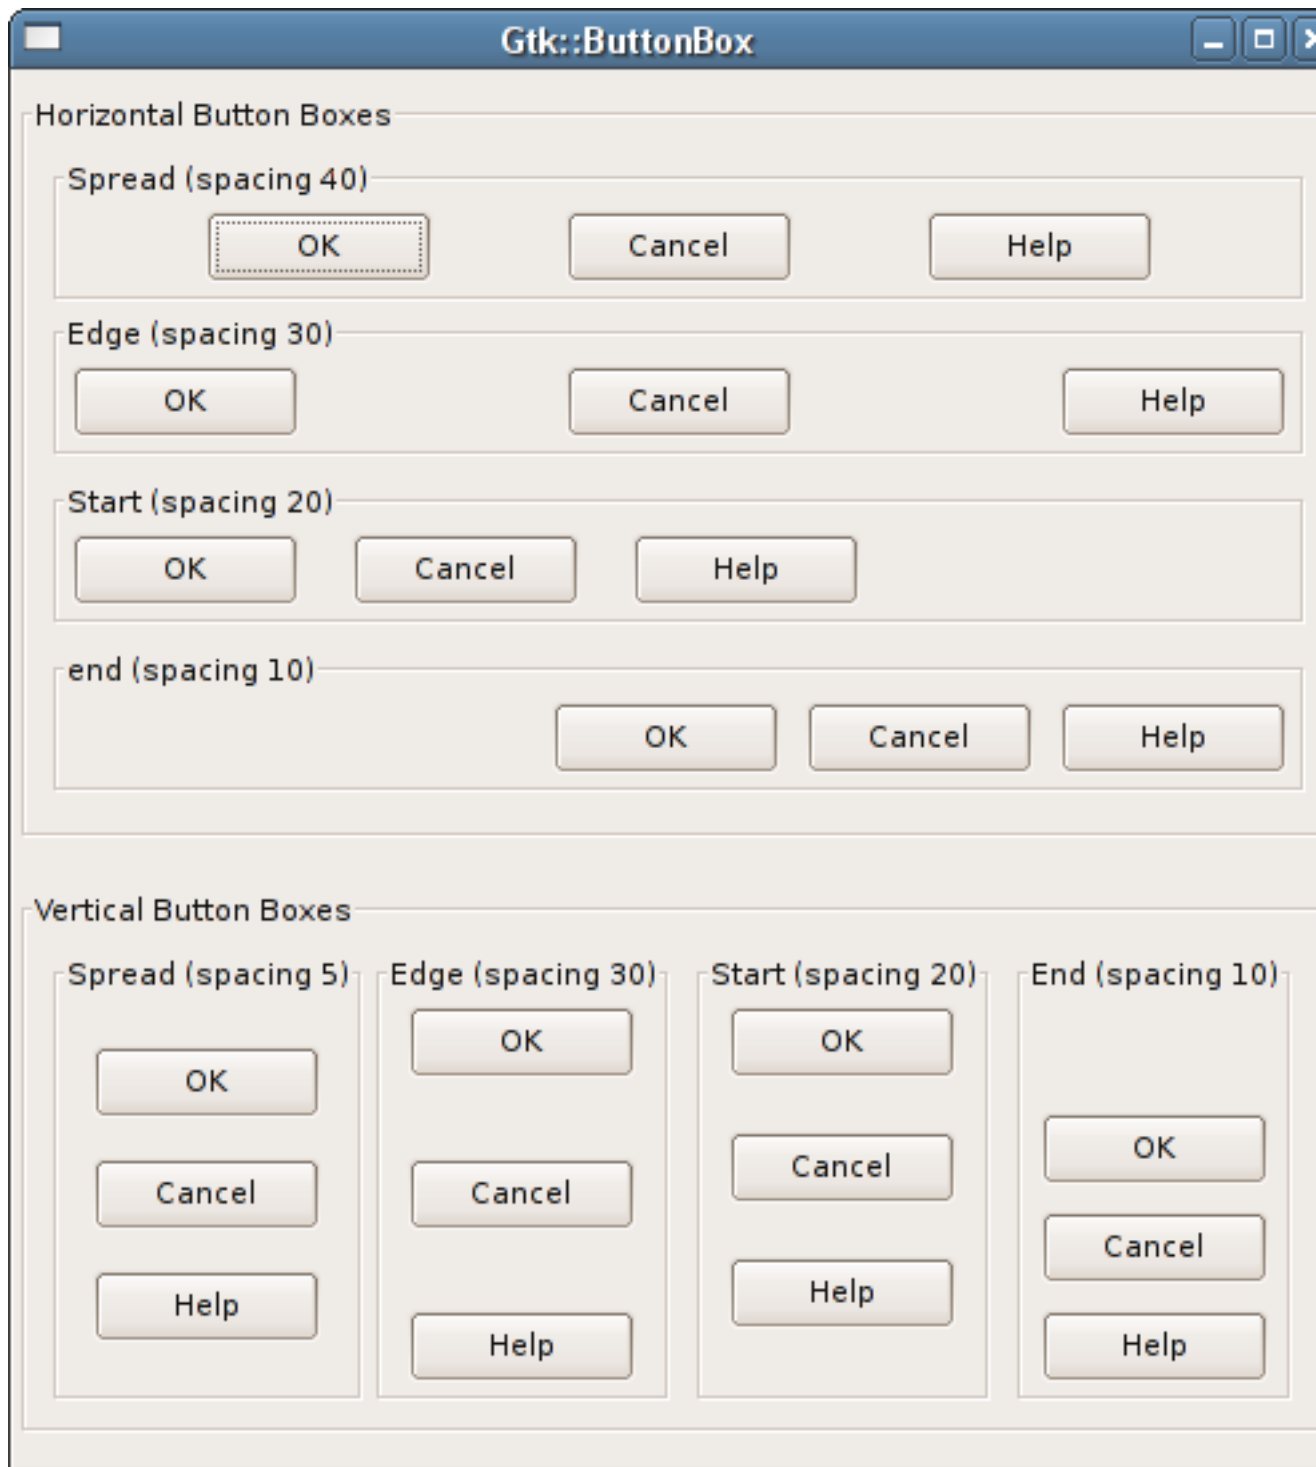 Gtk::ButtonBox
Horizontal Button Boxes
Spread (spacing 40)
OK Cancel Help
Edge (spacing 30)
OK Cancel Help
Start (spacing 20)
OK Cancel Help
end (spacing 10)
OK Cancel Help
Vertical Button Boxes
Spread (spacing 5)
OK
Cancel
Help
Edge (spacing 30)
OK
Cancel
Help
Start (spacing 20)
OK
Cancel
Help
End (spacing 10)
OK
Cancel
Help